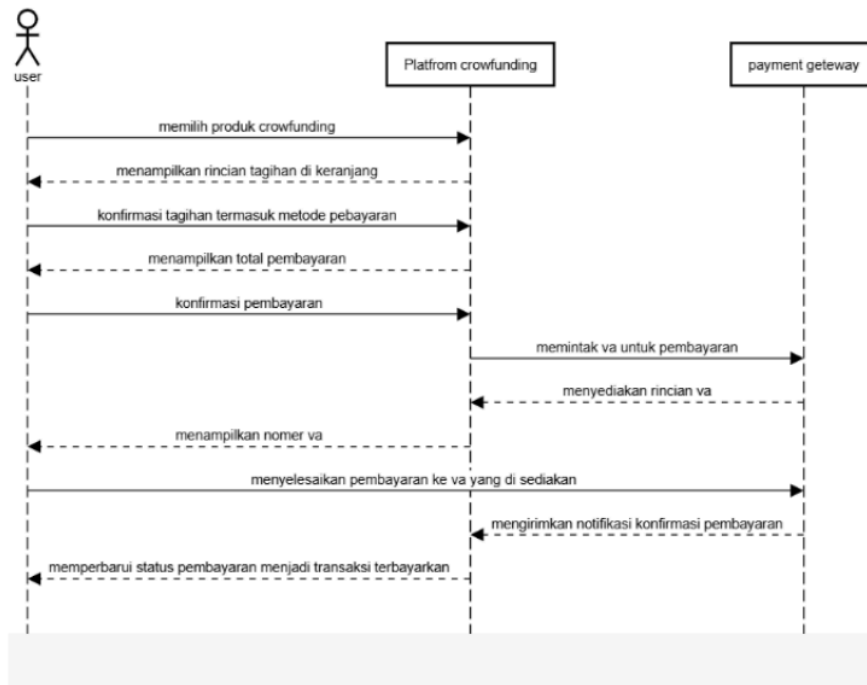 user
Platfrom crowfunding
payment geteway
memilih produk crowfunding
menampilkan rincian tagihan di keranjang
konfirmasi tagihan termasuk metode pebayaran
menampilkan total pembayaran
konfirmasi pembayaran
memintak va untuk pembayaran
menyediakan rincian va
menampilkan nomer va
menyelesaikan pembayaran ke va yang di sediakan
mengirimkan notifikasi konfirmasi pembayaran
memperbarui status pembayaran menjadi transaksi terbayarkan